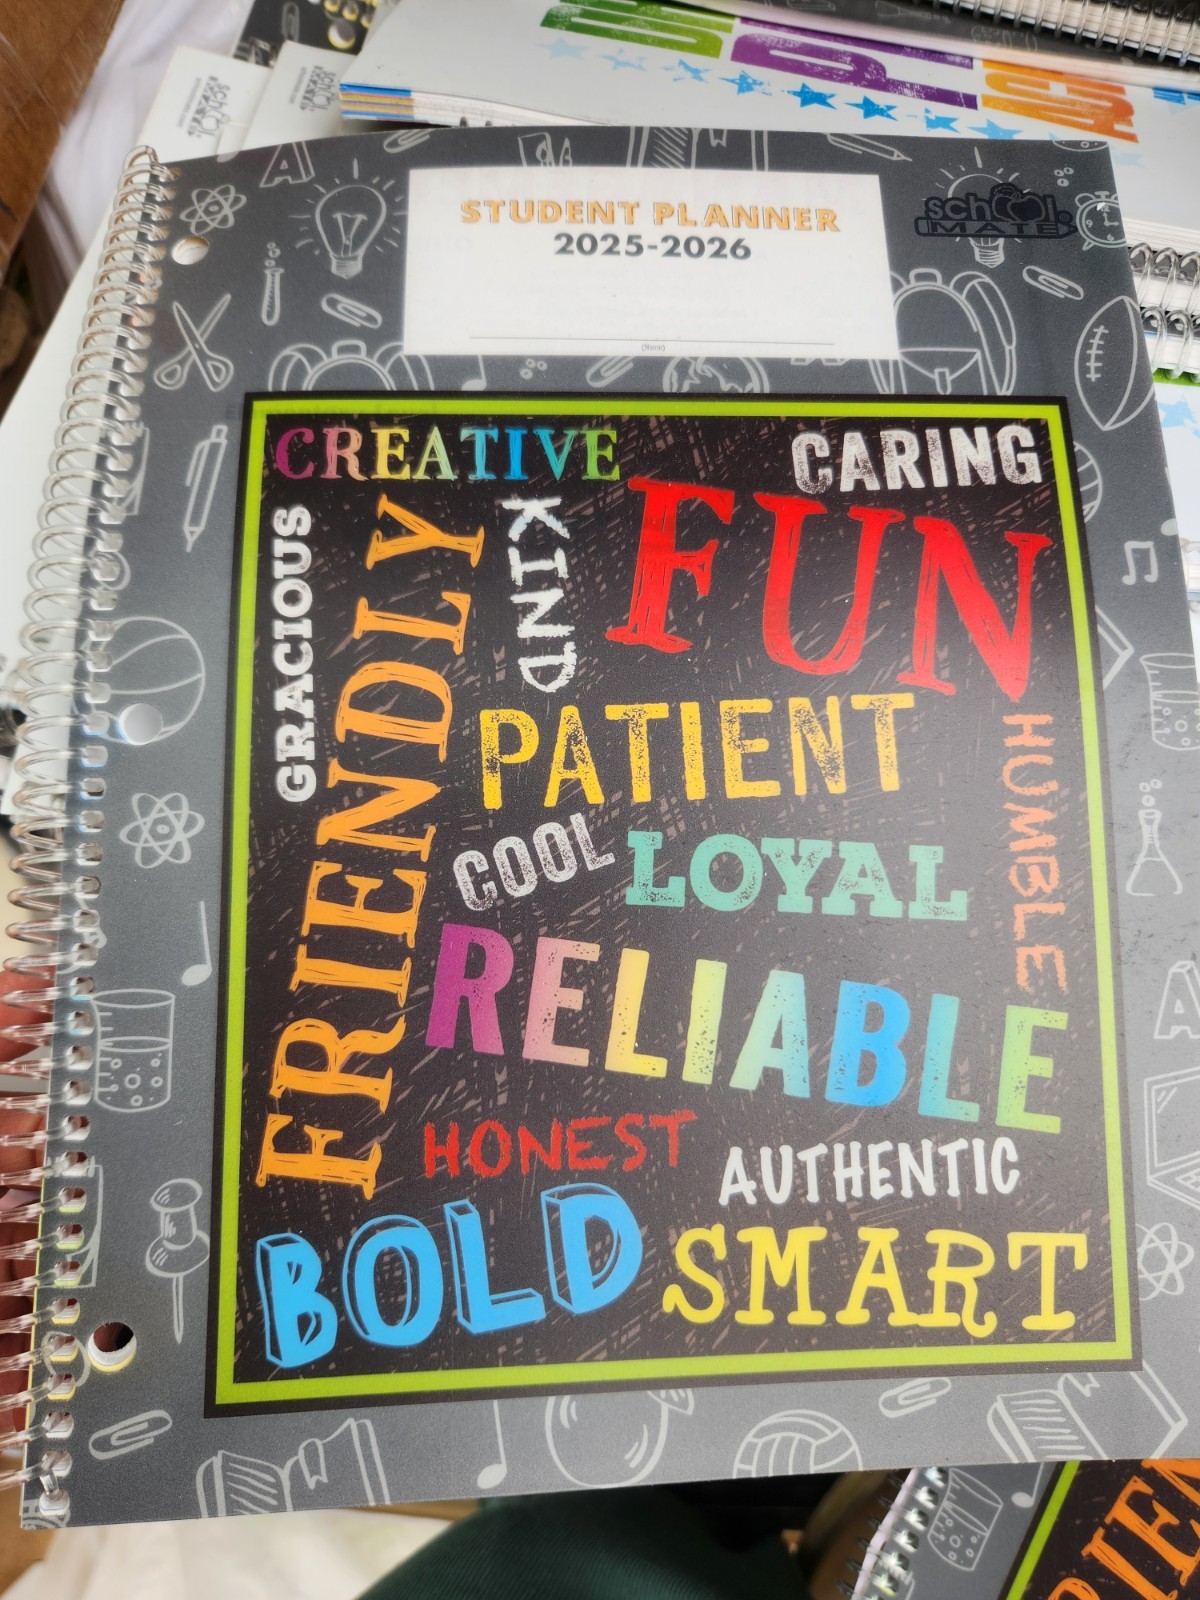 STUDENT PLANNER
2025-2026
(Name)
school.
MATE
CREATIVE
CARING
GRACIOUS
FRIENDLY
KIND
FUN
PATIENT
HUMBLE
COOL
LOYAL
RELIABLE
HONEST
AUTHENTIC
BOLD
SMART